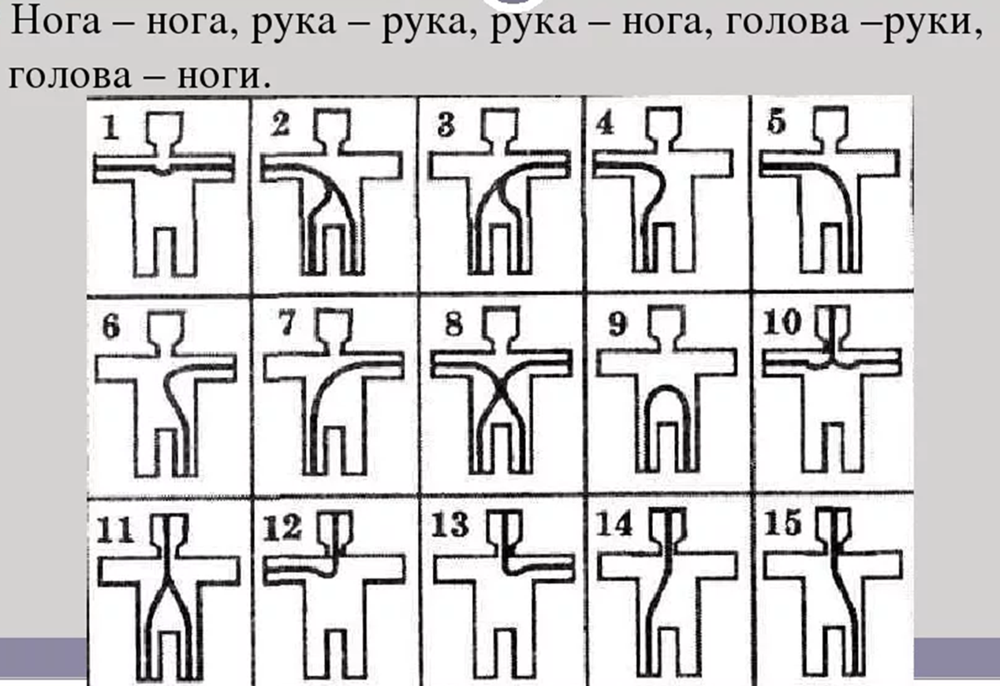 Нога – нога, рука – рука, рука – нога, голова –руки,
голова – ноги.
1 2 3 4 5
6 7 8 9 10
11 12 13 14 15